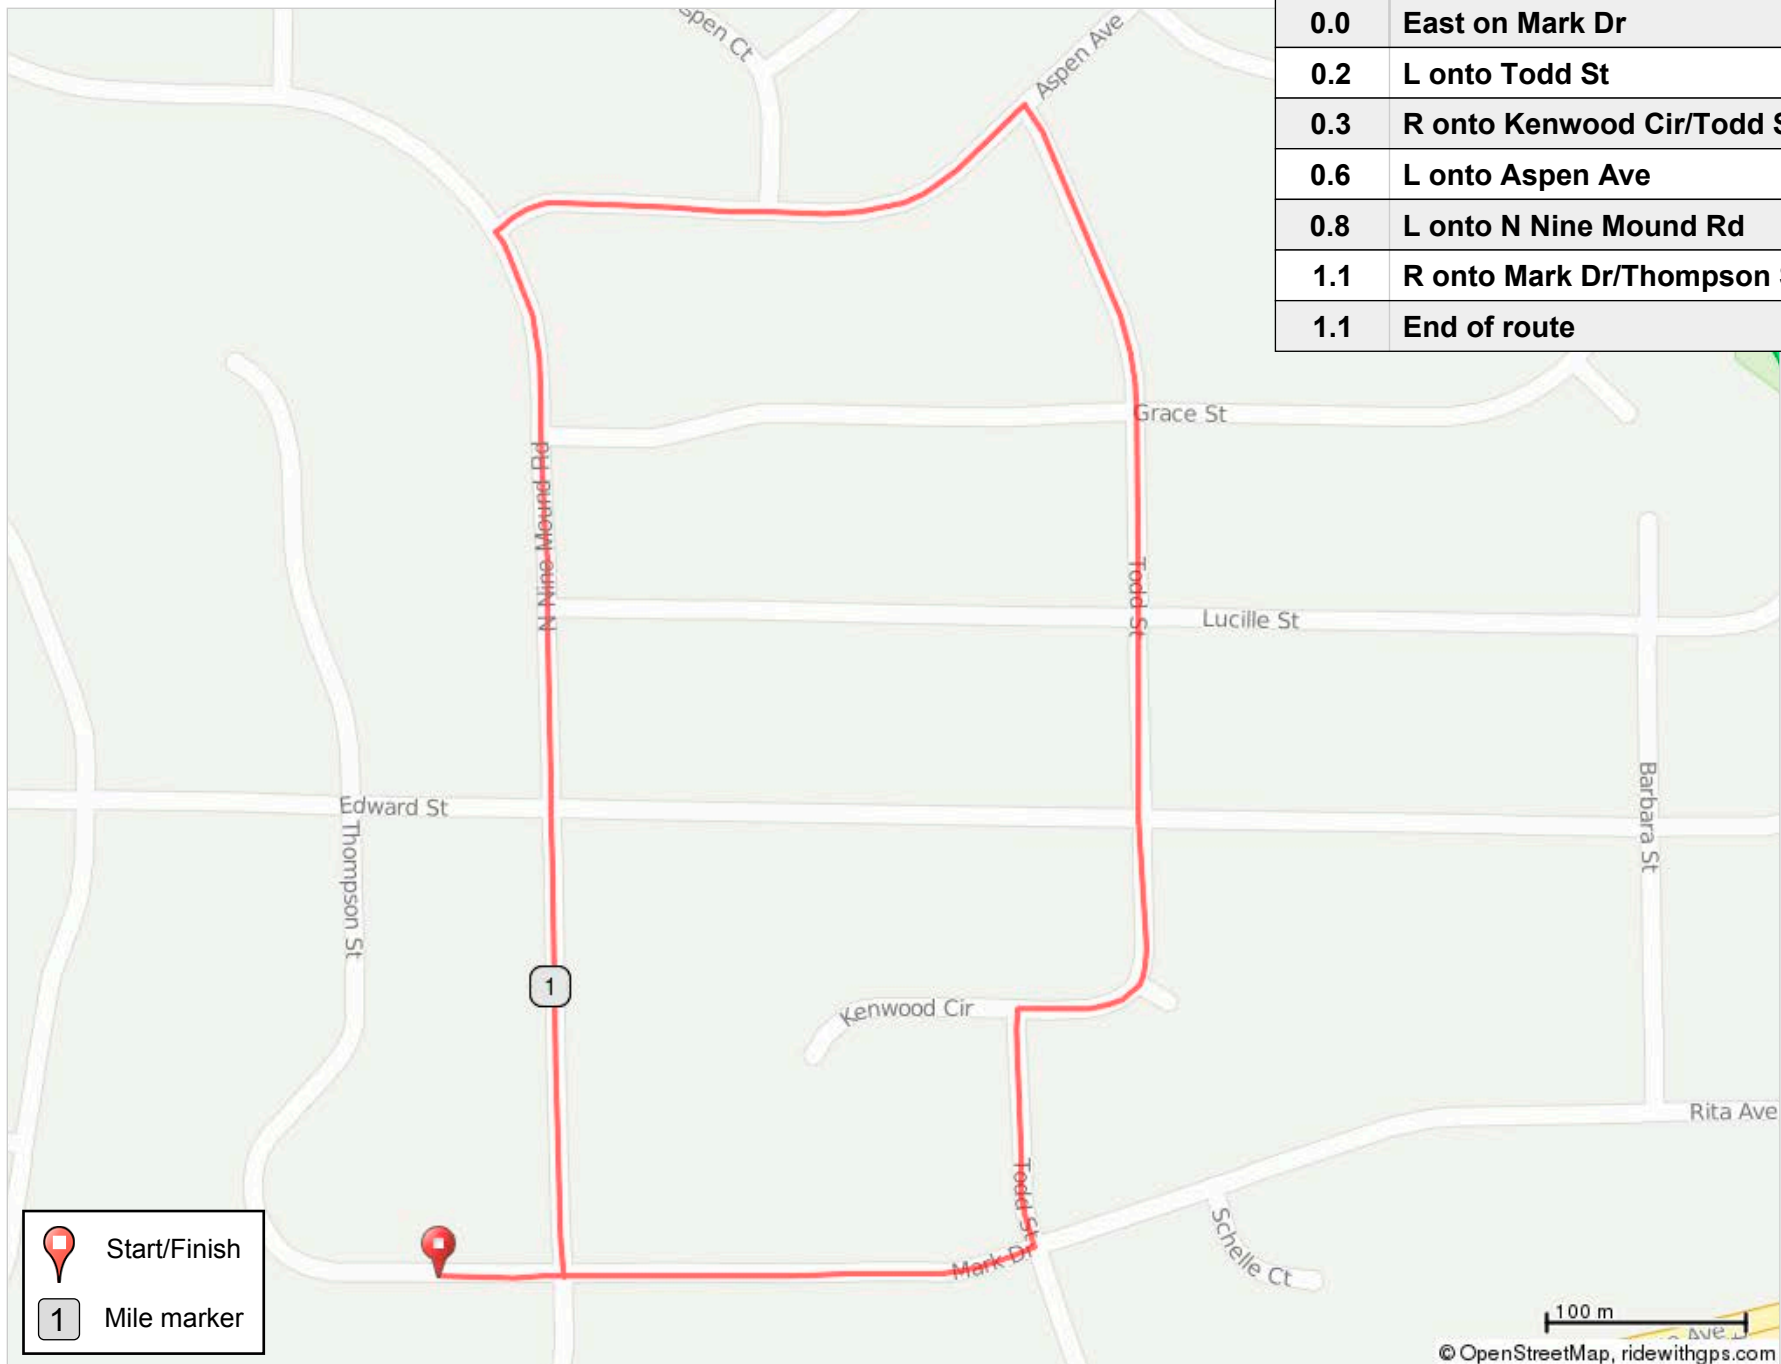 0.0 East on Mark Dr
0.2 L onto Todd St
0.3 R onto Kenwood Cir/Todd
0.6 L onto Aspen Ave
0.8 L onto N Nine Mound Rd
1.1 R onto Mark Dr/Thompson
1.1 End of route
Aspen Ave
Grace St
N Nine Mound Rd
Todd St
Lucille St
Edward St
Thompson St
Barbara St
1
Kenwood Cir
Rita Ave
Todd St
Mark Dr
Schelle Ct
Start/Finish
1 Mile marker
100 m
Ave
© OpenStreetMap, ridewithgps.com